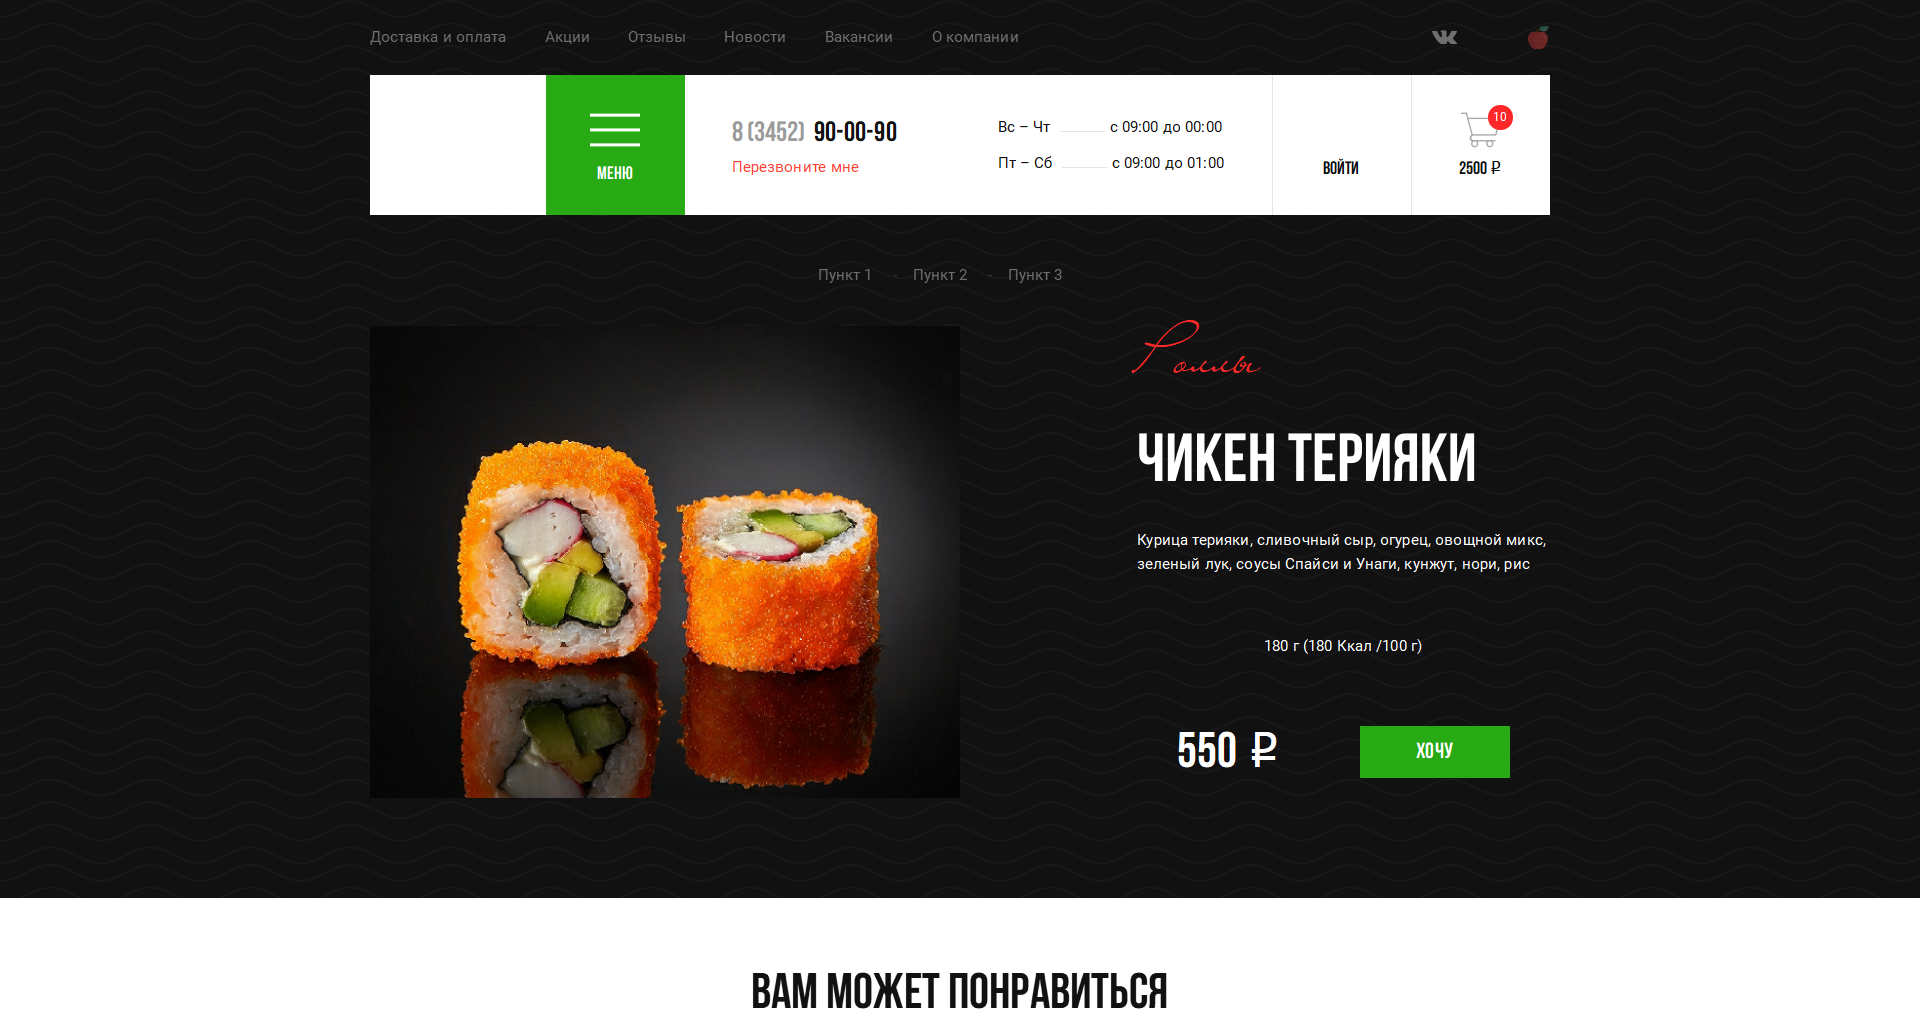 Доставка и оплата Акции Отзывы Новости Вакансии О компании
8 (3452) 90-00-90
Перезвоните мне
Вс – Чт с 09:00 до 00:00
Пт – Сб с 09:00 до 01:00
МЕНЮ
ВОЙТИ
10
2500 ₽
Пункт 1 - Пункт 2 - Пункт 3
Роллы
ЧИКЕН ТЕРИЯКИ
Курица терияки, сливочный сыр, огурец, овощной микс,
зеленый лук, соусы Спайси и Унаги, кунжут, нори, рис
180 г (180 Ккал /100 г)
550 ₽
ХОЧУ
ВАМ МОЖЕТ ПОНРАВИТЬСЯ